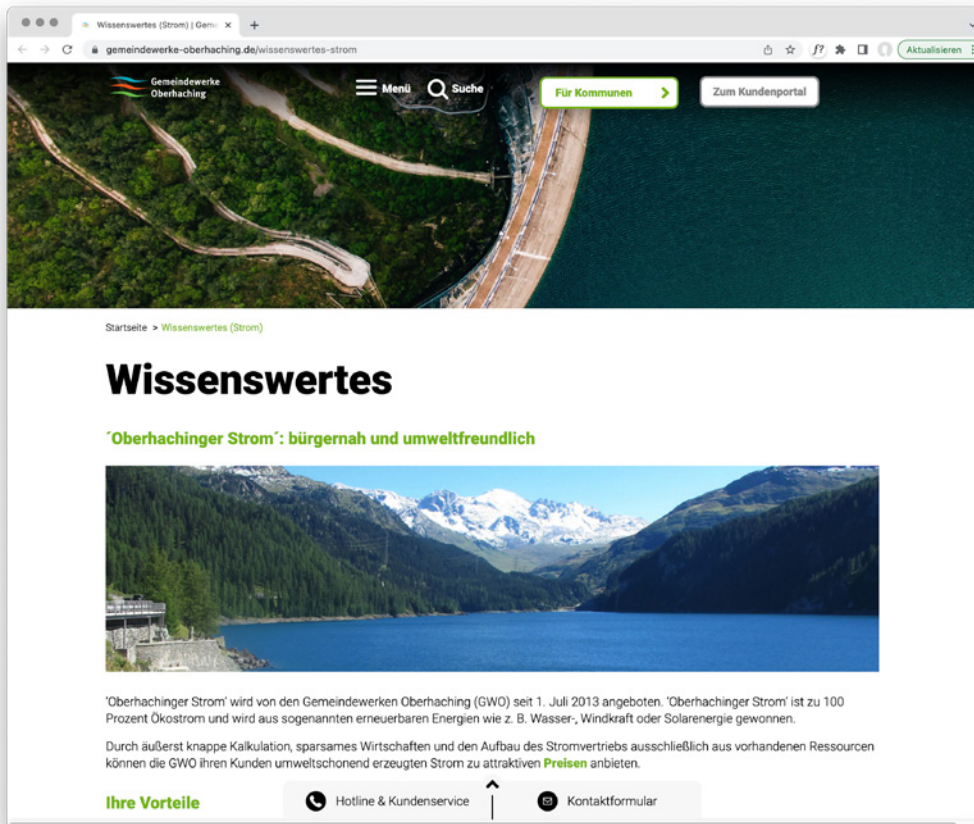 Wissenswertes (Strom) | Geme
gemeindewerke-oberhaching.de/wissenswertes-strom
Aktualisieren
Gemeindewerke
Oberhaching
Menü
Suche
Für Kommunen
Zum Kundenportal
Startseite > Wissenswertes (Strom)
Wissenswertes
´Oberhachinger Strom´: bürgernah und umweltfreundlich
'Oberhachinger Strom' wird von den Gemeindewerken Oberhaching (GWO) seit 1. Juli 2013 angeboten. 'Oberhachinger Strom' ist zu 100
Prozent Ökostrom und wird aus sogenannten erneuerbaren Energien wie z. B. Wasser-, Windkraft oder Solarenergie gewonnen.
Durch äußerst knappe Kalkulation, sparsames Wirtschaften und den Aufbau des Stromvertriebs ausschließlich aus vorhandenen Ressourcen
können die GWO ihren Kunden umweltschonend erzeugten Strom zu attraktiven Preisen anbieten.
Ihre Vorteile
Hotline & Kundenservice
Kontaktformular